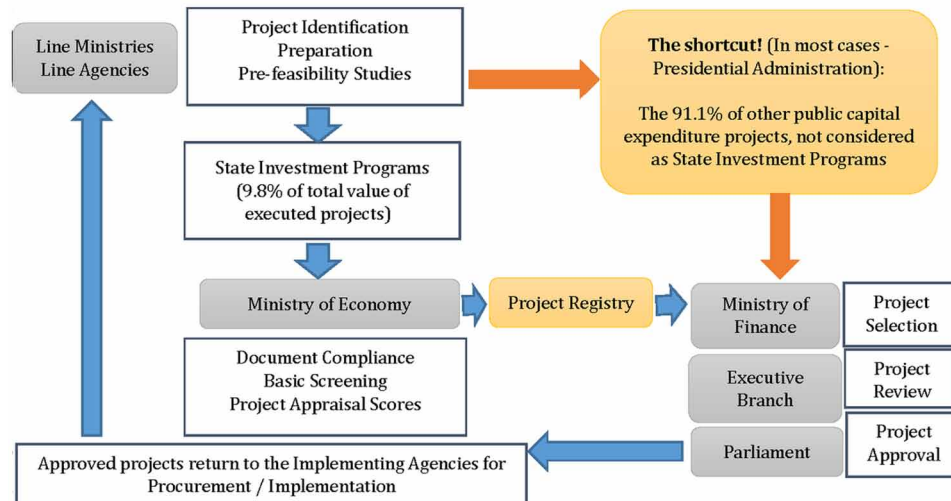 Line Ministries
Line Agencies
Project Identification
Preparation
Pre-feasibility Studies
The shortcut! (In most cases -
Presidential Administration):
The 91.1% of other public capital
expenditure projects, not considered
as State Investment Programs
State Investment Programs
(9.8% of total value of
executed projects)
Ministry of Economy
Project Registry
Ministry of
Finance
Project
Selection
Document Compliance
Basic Screening
Project Appraisal Scores
Executive
Branch
Project
Review
Parliament
Project
Approval
Approved projects return to the Implementing Agencies for
Procurement / Implementation